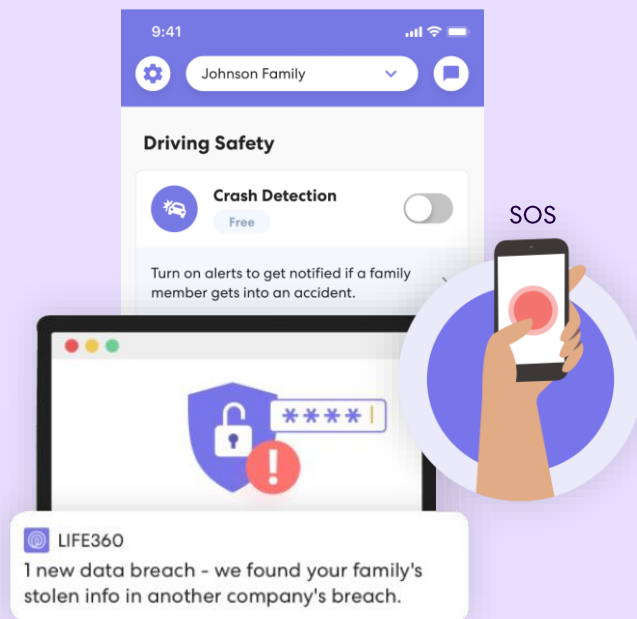 9:41
Johnson Family
Driving Safety
Crash Detection
Free
Turn on alerts to get notified if a family
member gets into an accident.
SOS
****
!
LIFE360
1 new data breach - we found your family's
stolen info in another company's breach.